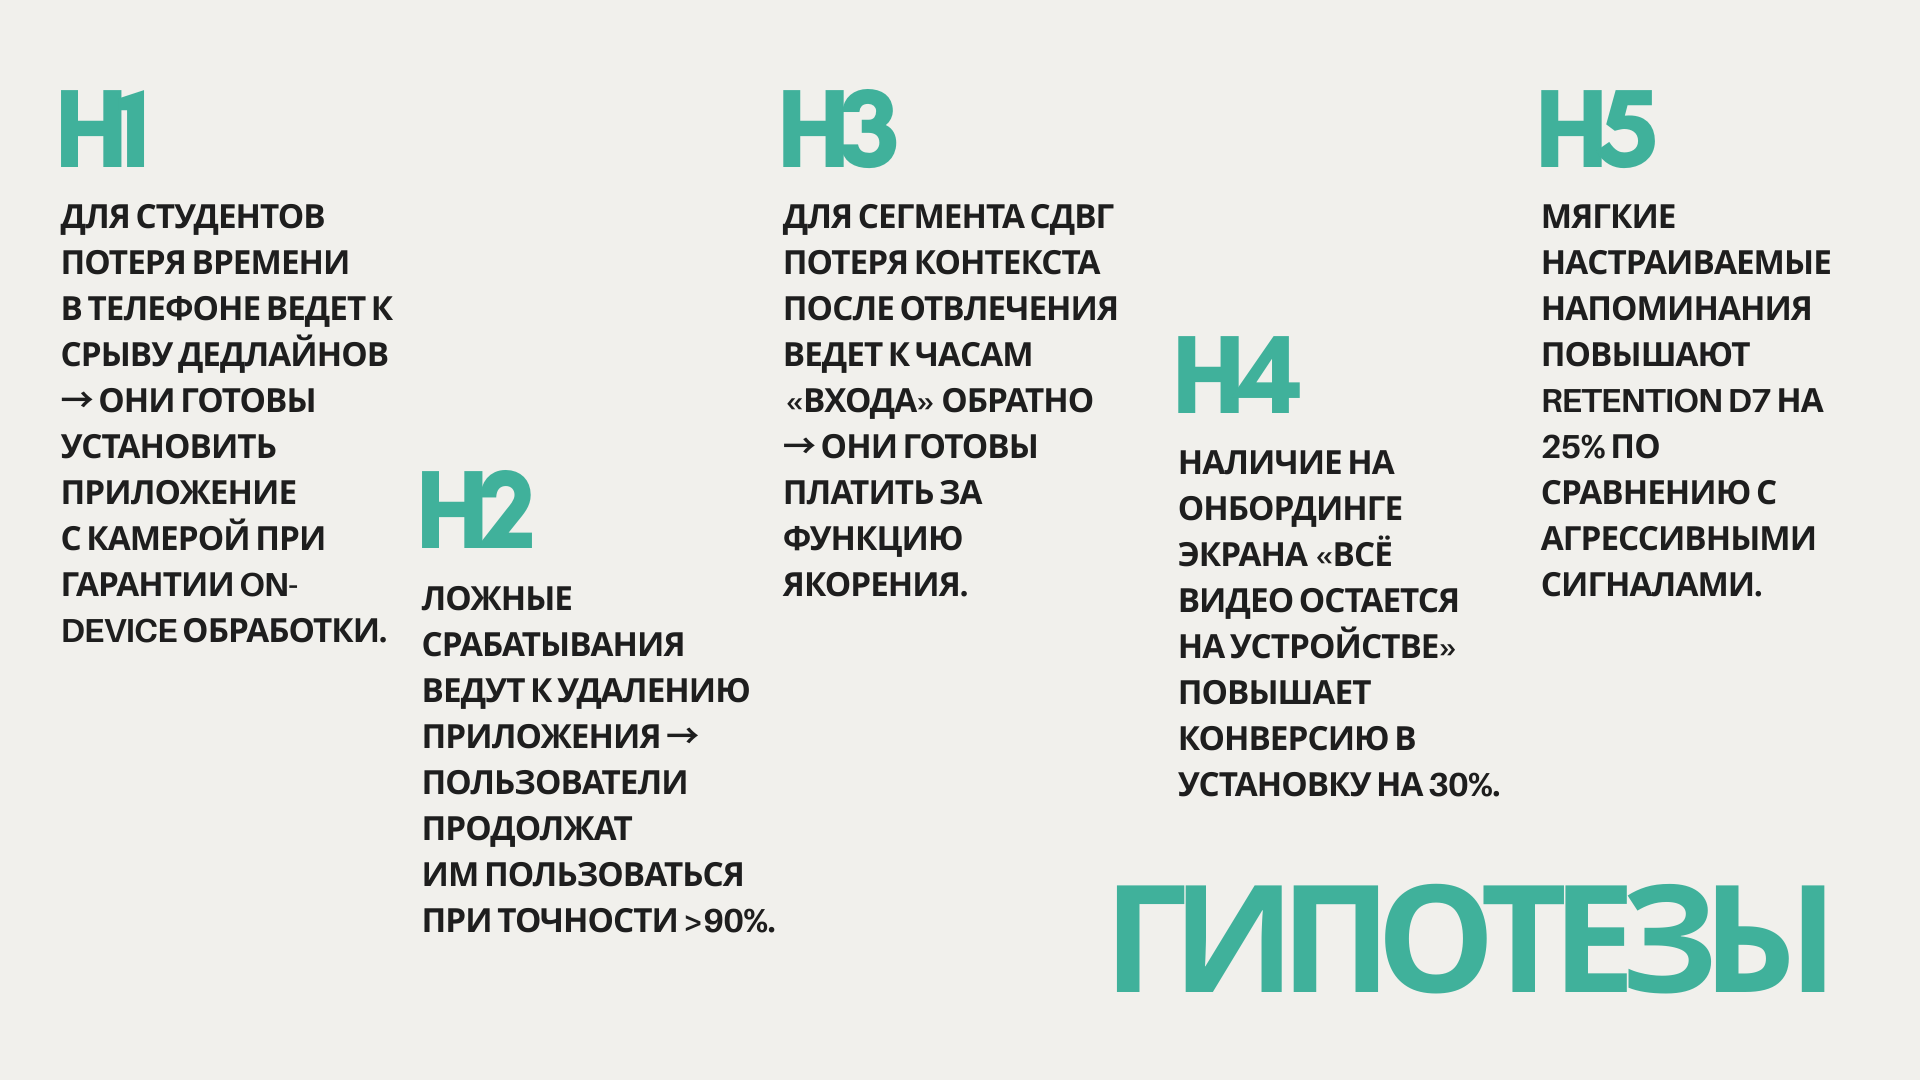 H1
ДЛЯ СТУДЕНТОВ
ПОТЕРЯ ВРЕМЕНИ
В ТЕЛЕФОНЕ ВЕДЕТ К
СРЫВУ ДЕДЛАЙНОВ
→ ОНИ ГОТОВЫ
УСТАНОВИТЬ
ПРИЛОЖЕНИЕ
С КАМЕРОЙ ПРИ
ГАРАНТИИ ON-
DEVICE ОБРАБОТКИ.
H2
ЛОЖНЫЕ
СРАБАТЫВАНИЯ
ВЕДУТ К УДАЛЕНИЮ
ПРИЛОЖЕНИЯ →
ПОЛЬЗОВАТЕЛИ
ПРОДОЛЖАТ
ИМ ПОЛЬЗОВАТЬСЯ
ПРИ ТОЧНОСТИ >90%.
H3
ДЛЯ СЕГМЕНТА СДВГ
ПОТЕРЯ КОНТЕКСТА
ПОСЛЕ ОТВЛЕЧЕНИЯ
ВЕДЕТ К ЧАСАМ
«ВХОДА» ОБРАТНО
→ ОНИ ГОТОВЫ
ПЛАТИТЬ ЗА
ФУНКЦИЮ
ЯКОРЕНИЯ.
H4
НАЛИЧИЕ НА
ОНБОРДИНГЕ
ЭКРАНА «ВСЁ
ВИДЕО ОСТАЕТСЯ
НА УСТРОЙСТВЕ»
ПОВЫШАЕТ
КОНВЕРСИЮ В
УСТАНОВКУ НА 30%.
H5
МЯГКИЕ
НАСТРАИВАЕМЫЕ
НАПОМИНАНИЯ
ПОВЫШАЮТ
RETENTION D7 НА
25% ПО
СРАВНЕНИЮ С
АГРЕССИВНЫМИ
СИГНАЛАМИ.
ГИПОТЕЗЫ